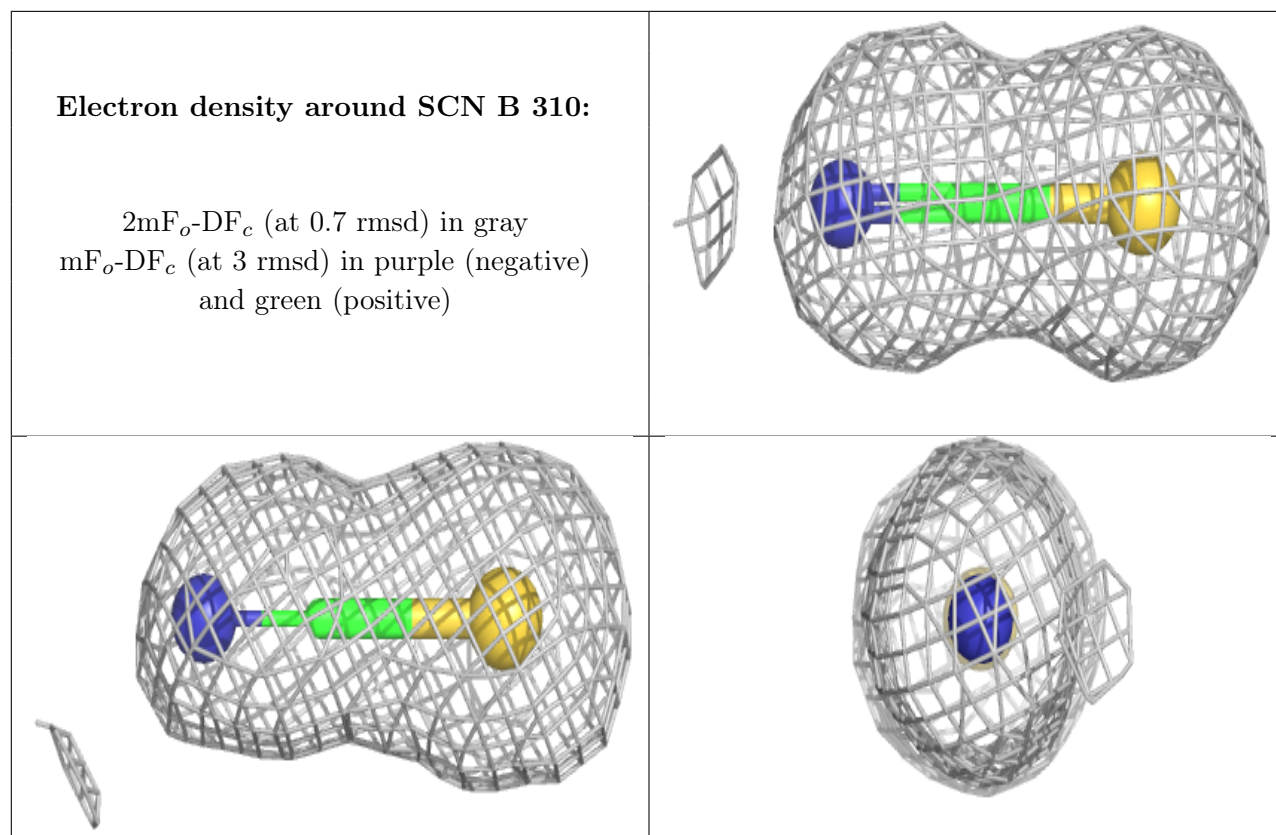 Electron density around SCN B 310:
2mFo-DFc (at 0.7 rmsd) in gray
mFo-DFc (at 3 rmsd) in purple (negative)
and green (positive)